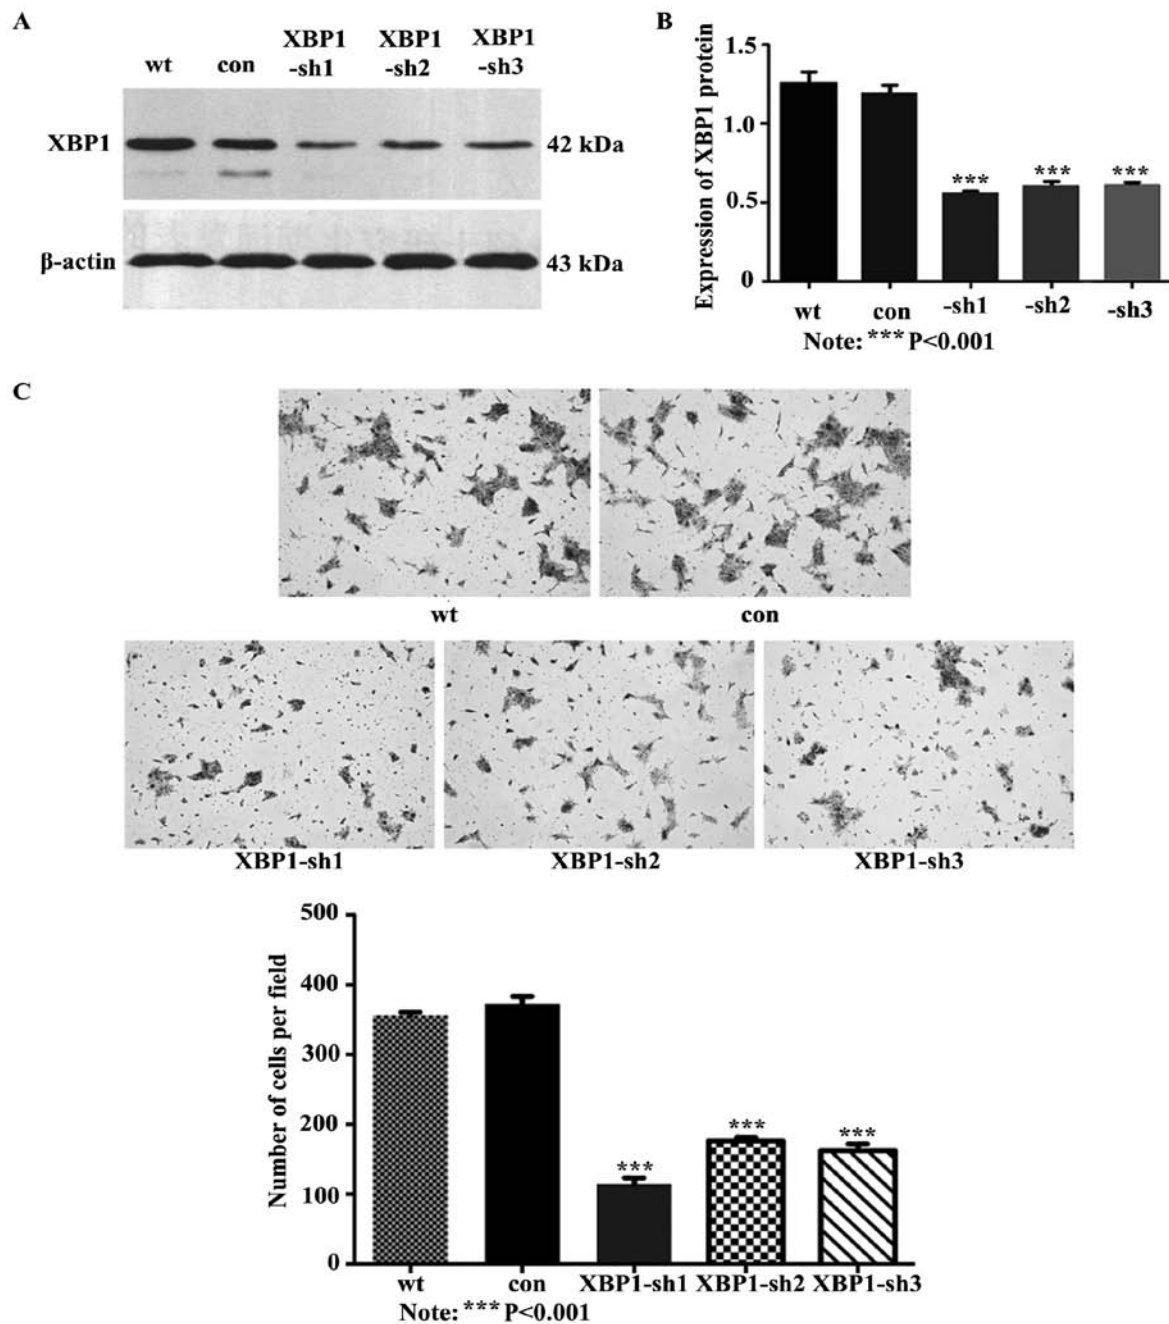 A
wt con XBP1 -sh1 XBP1 -sh2 XBP1 -sh3
XBP1 42 kDa
β-actin 43 kDa
B
Expression of XBP1 protein
1.5
1.0
0.5
0
*** *** ***
wt con -sh1 -sh2 -sh3
Note: *** P<0.001
C
wt con
XBP1-sh1 XBP1-sh2 XBP1-sh3
Number of cells per field
500
400
300
200
100
0
*** *** ***
wt con XBP1-sh1 XBP1-sh2 XBP1-sh3
Note: *** P<0.001